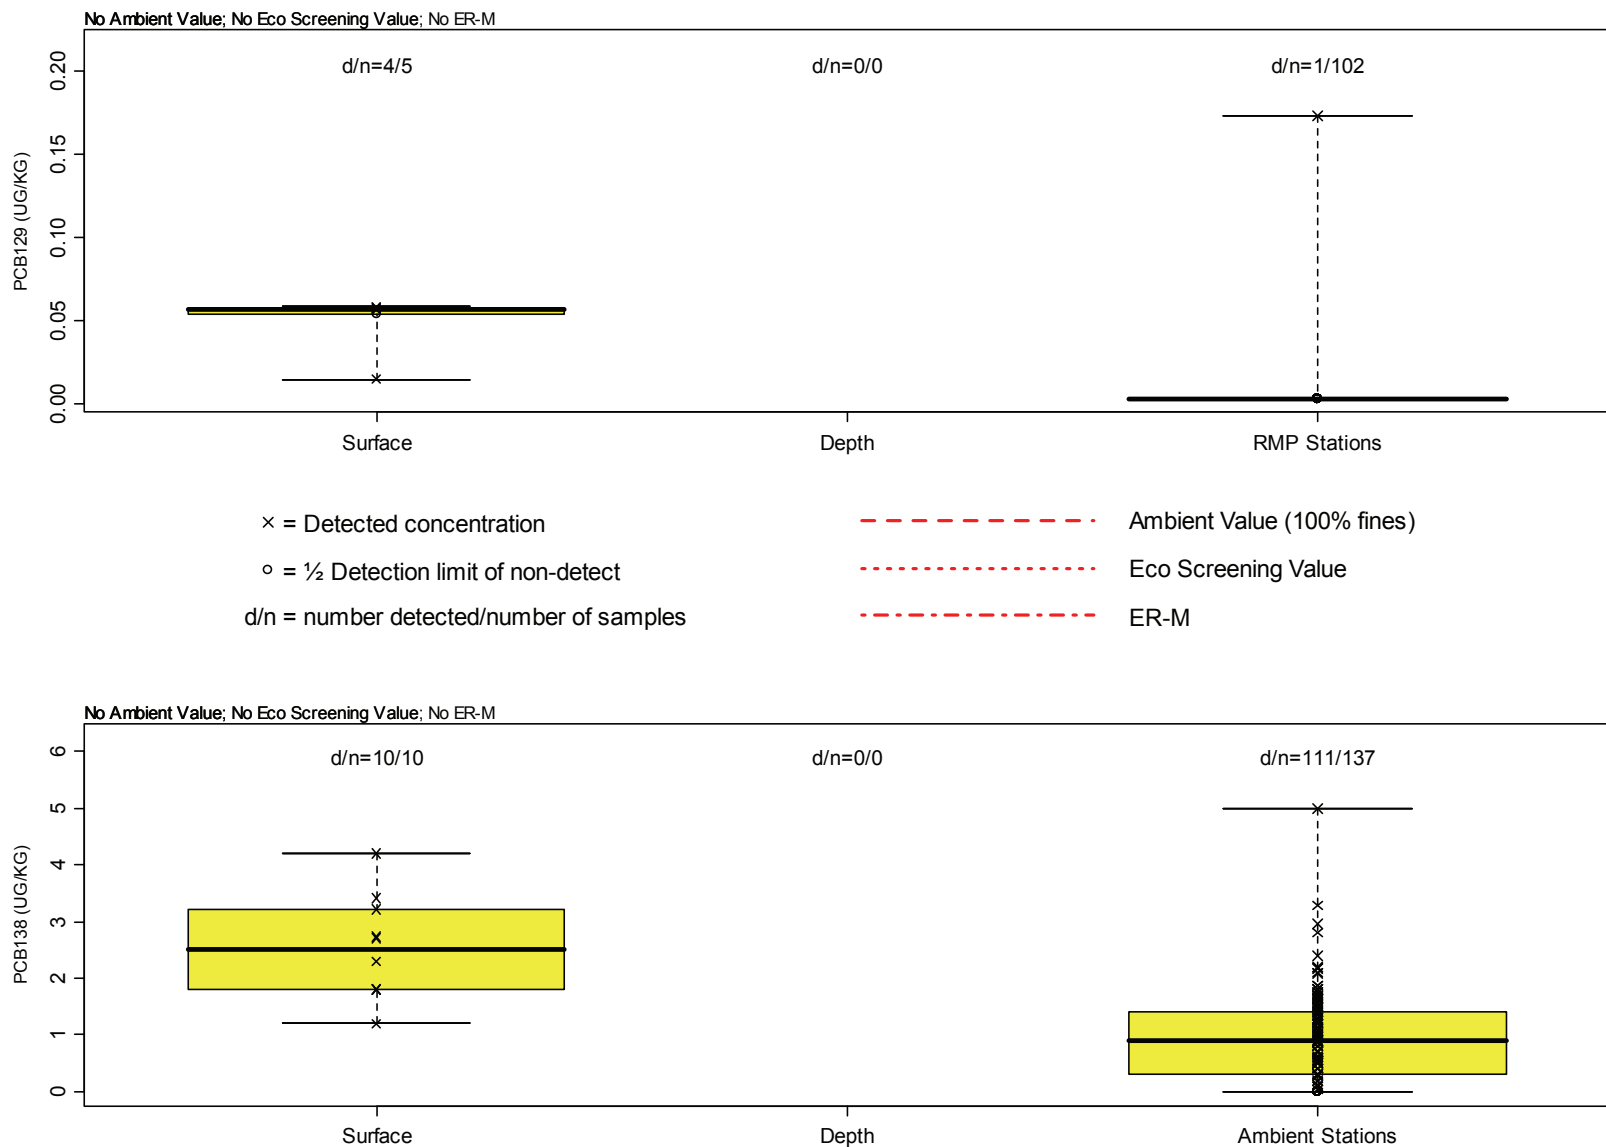 No Ambient Value; No Eco Screening Value; No ER-M
d/n=4/5 d/n=0/0 d/n=1/102
PCB129 (UG/KG)
0.20
0.15
0.10
0.05
0.00
Surface Depth RMP Stations
× = Detected concentration
Ambient Value (100% fines)
o = ½ Detection limit of non-detect
Eco Screening Value
d/n = number detected/number of samples
ER-M
No Ambient Value; No Eco Screening Value; No ER-M
d/n=10/10 d/n=0/0 d/n=111/137
PCB138 (UG/KG)
6
5
4
3
2
1
0
Surface Depth Ambient Stations